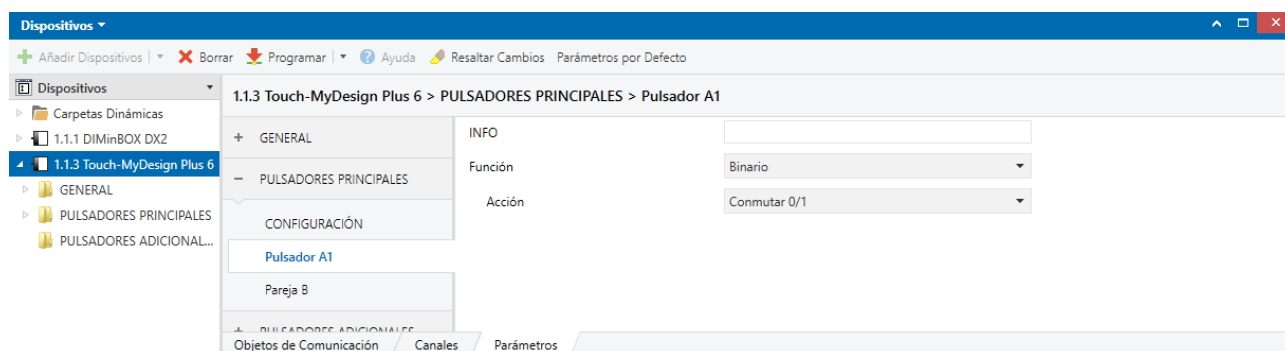 Dispositivos
Añadir Dispositivos Borrar Programar Ayuda Resaltar Cambios Parámetros por Defecto
Dispositivos
Carpetas Dinámicas
1.1.1 DIMinBOX DX2
1.1.3 Touch-MyDesign Plus 6
GENERAL
PULSADORES PRINCIPALES
PULSADORES ADICIONAL...
1.1.3 Touch-MyDesign Plus 6 > PULSADORES PRINCIPALES > Pulsador A1
+ GENERAL
− PULSADORES PRINCIPALES
CONFIGURACIÓN
Pulsador A1
Pareja B
+ PULSADORES ADICIONALES
INFO
Función Binario
Acción Conmutar 0/1
Objetos de Comunicación Canales Parámetros